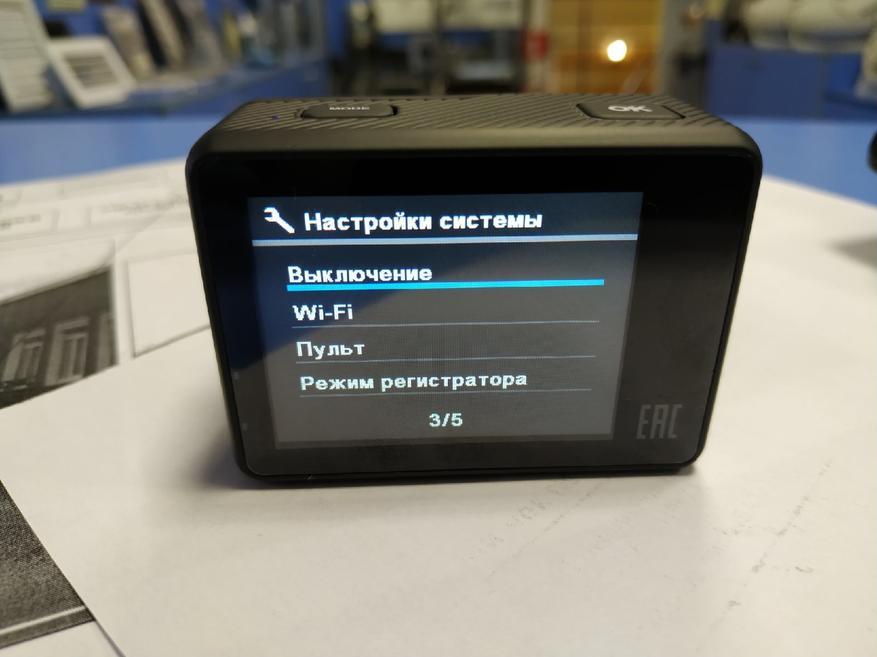 MODE
OK
Настройки системы
Выключение
Wi-Fi
Пульт
Режим регистратора
3/5
EAC